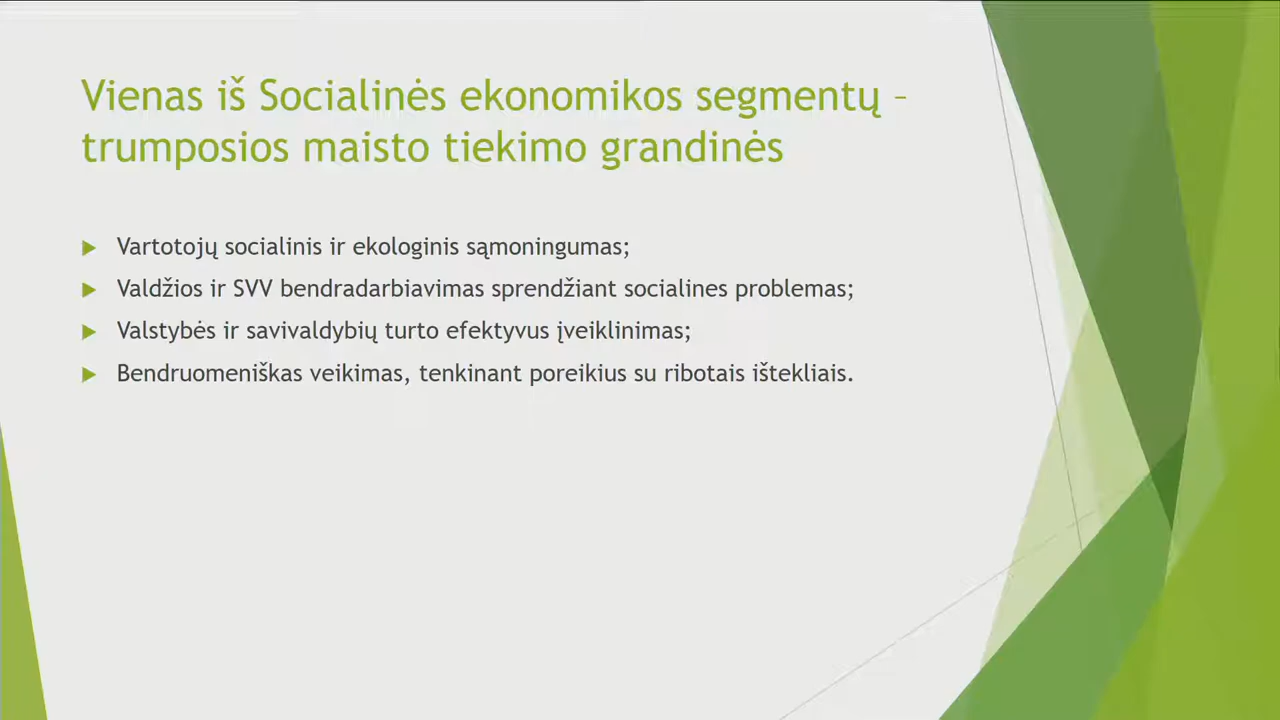 Vienas iš Socialinės ekonomikos segmentų –
trumposios maisto tiekimo grandinės
Vartotojų socialinis ir ekologinis sąmoningumas;
Valdžios ir SVV bendradarbiavimas sprendžiant socialines problemas;
Valstybės ir savivaldybių turto efektyvus įveiklinimas;
Bendruomeniškas veikimas, tenkinant poreikius su ribotais ištekliais.